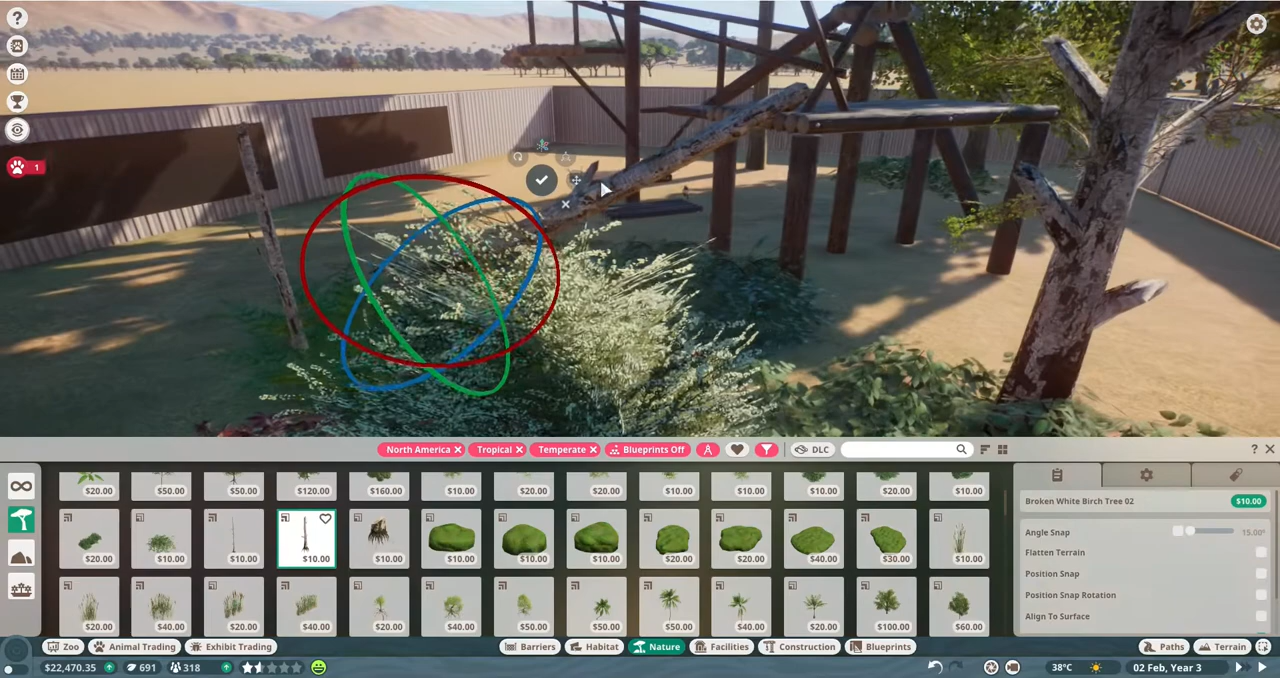 ?
1
North America ✕ Tropical ✕ Temperate ✕ Blueprints Off DLC ? ✕
$20.00 $50.00 $50.00 $120.00 $160.00 $10.00 $20.00 $20.00 $10.00 $10.00 $20.00 $20.00 $10.00
Broken White Birch Tree 02 $10.00
Angle Snap 15.00°
Flatten Terrain
$20.00 $10.00 $10.00 $10.00 $10.00 $10.00 $20.00 $10.00 $20.00 $20.00 $40.00 $30.00 $10.00
Position Snap
Position Snap Rotation
Align To Surface
$20.00 $40.00 $20.00 $40.00 $20.00 $40.00 $20.00 $50.00 $50.00 $40.00 $20.00 $100.00 $60.00
Zoo Animal Trading Exhibit Trading Barriers Habitat Nature Facilities Construction Blueprints Paths Terrain
$22,470.35 691 318 38°C 02 Feb, Year 3